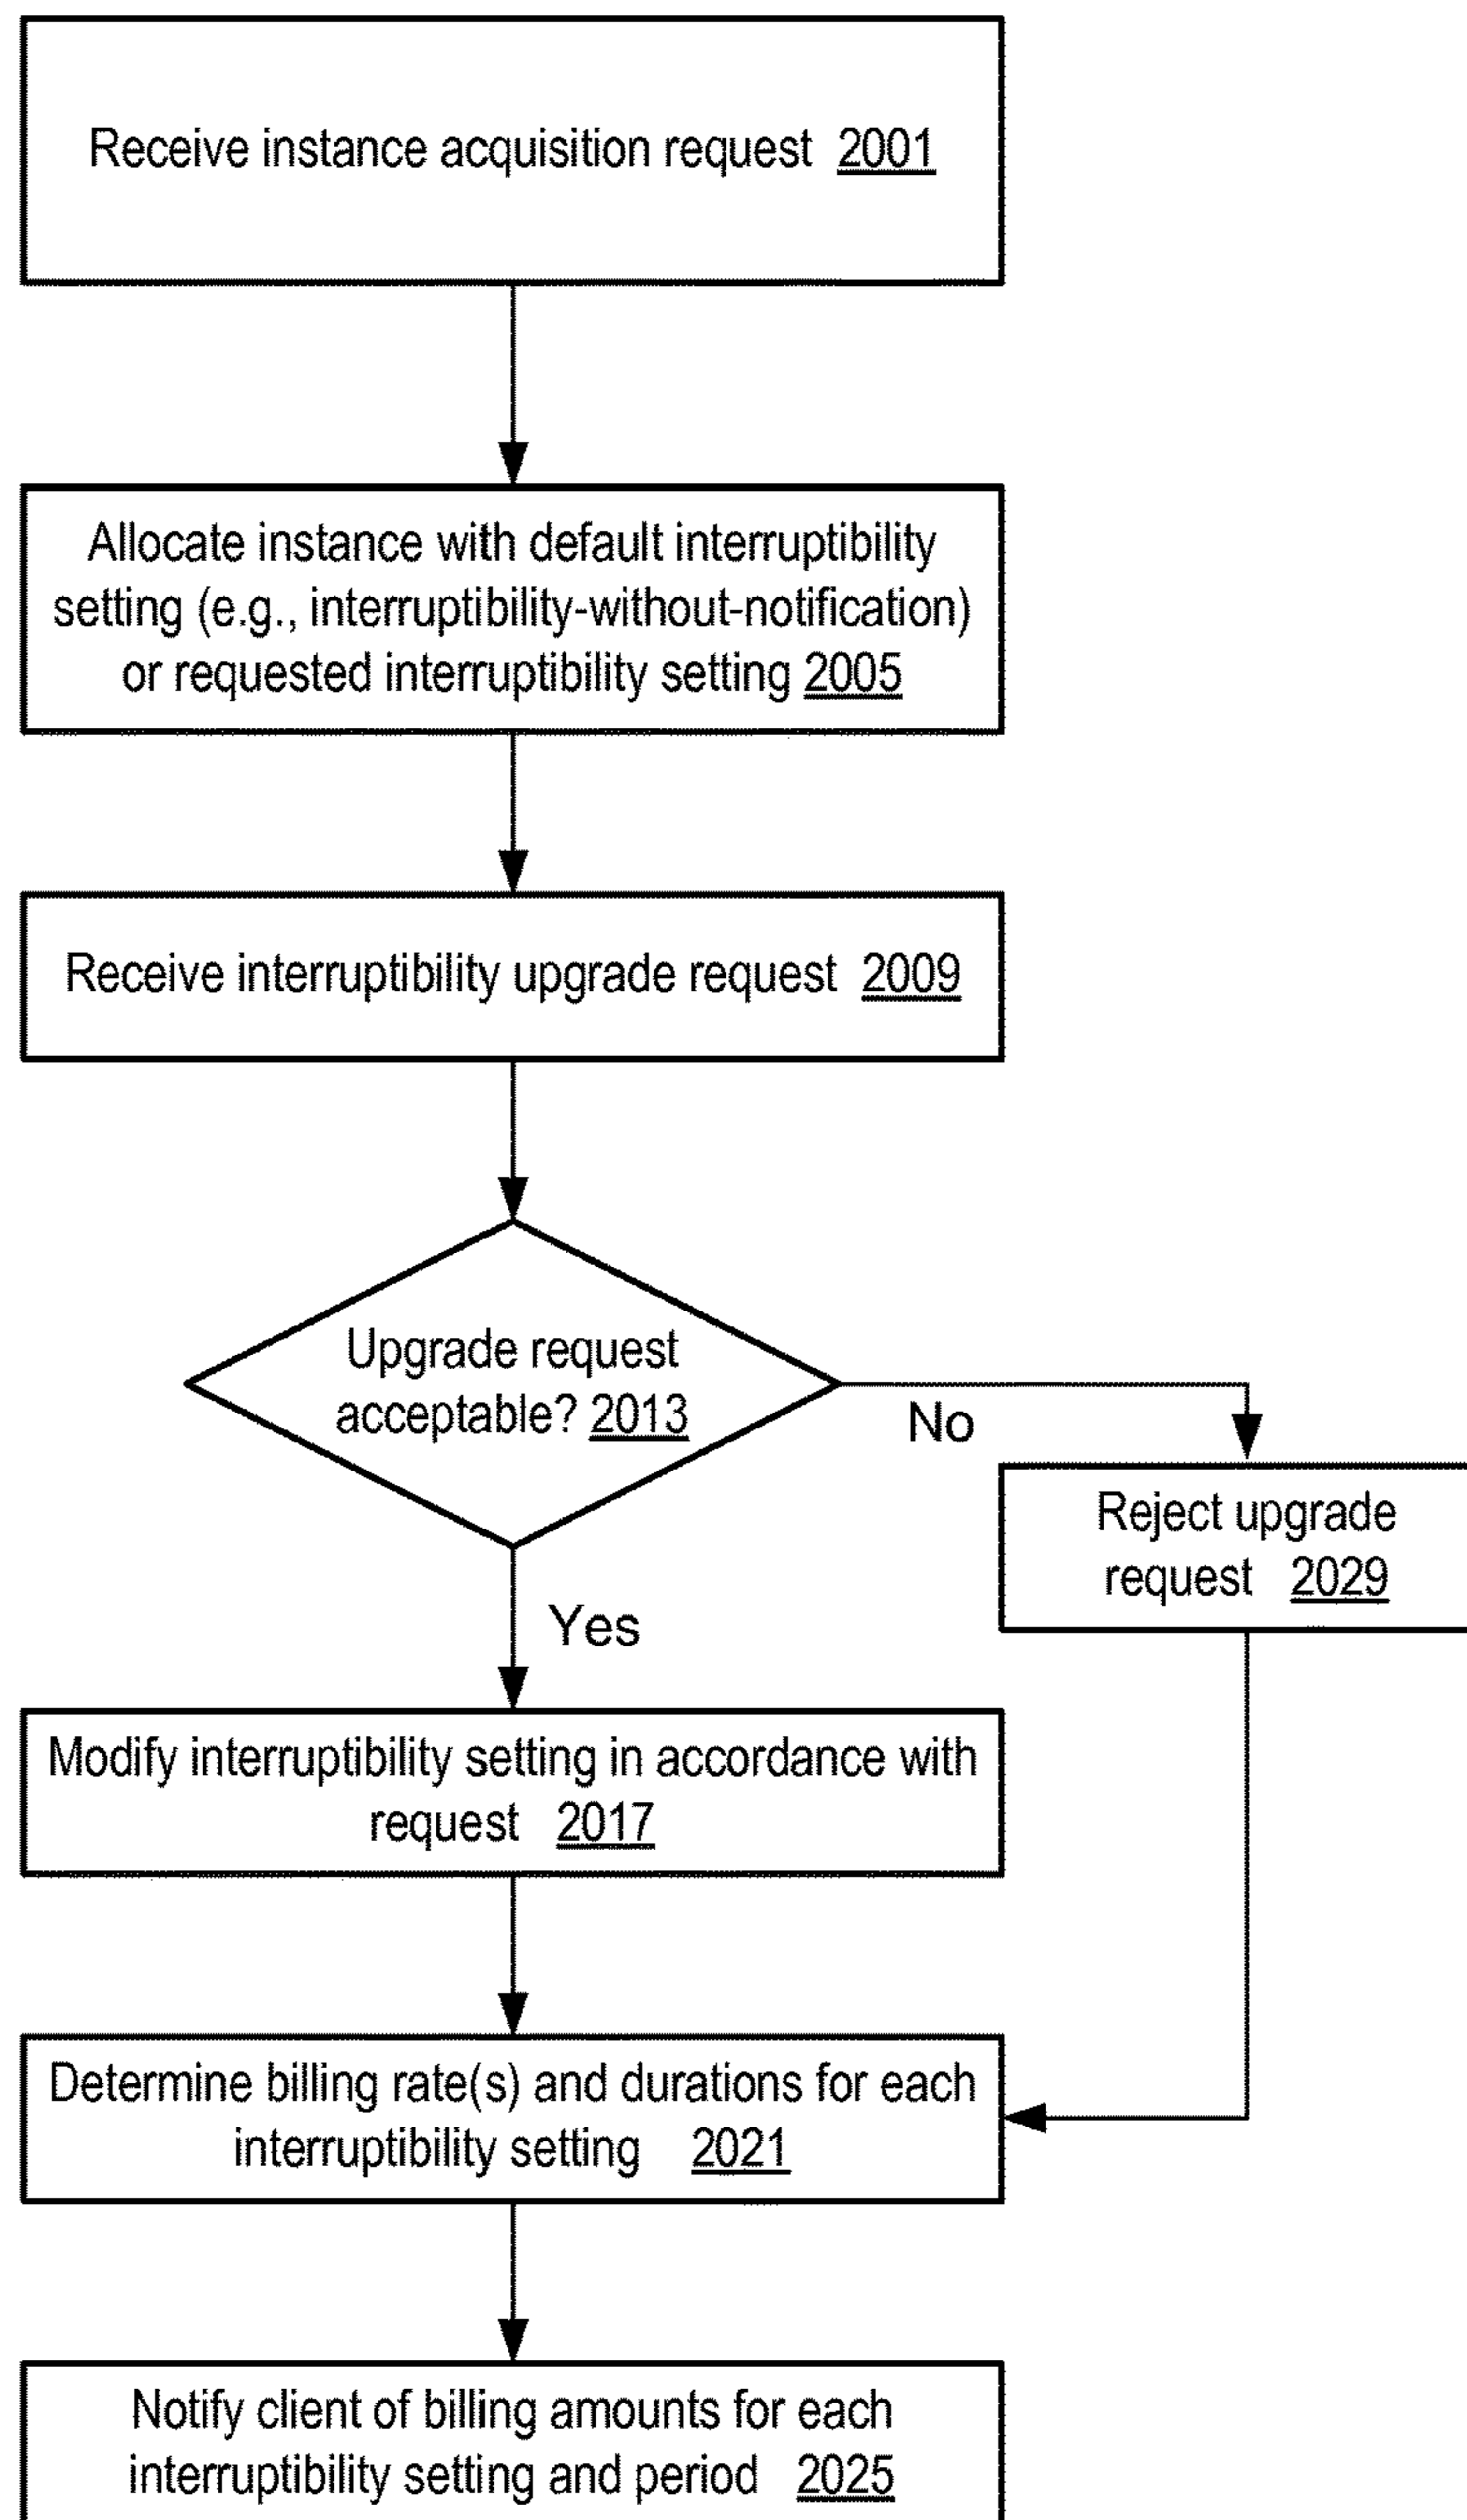 Receive instance acquisition request 2001
Allocate instance with default interruptibility
setting (e.g., interruptibility-without-notification)
or requested interruptibility setting 2005
Receive interruptibility upgrade request 2009
Upgrade request
acceptable? 2013
No
Reject upgrade
request 2029
Yes
Modify interruptibility setting in accordance with
request 2017
Determine billing rate(s) and durations for each
interruptibility setting 2021
Notify client of billing amounts for each
interruptibility setting and period 2025